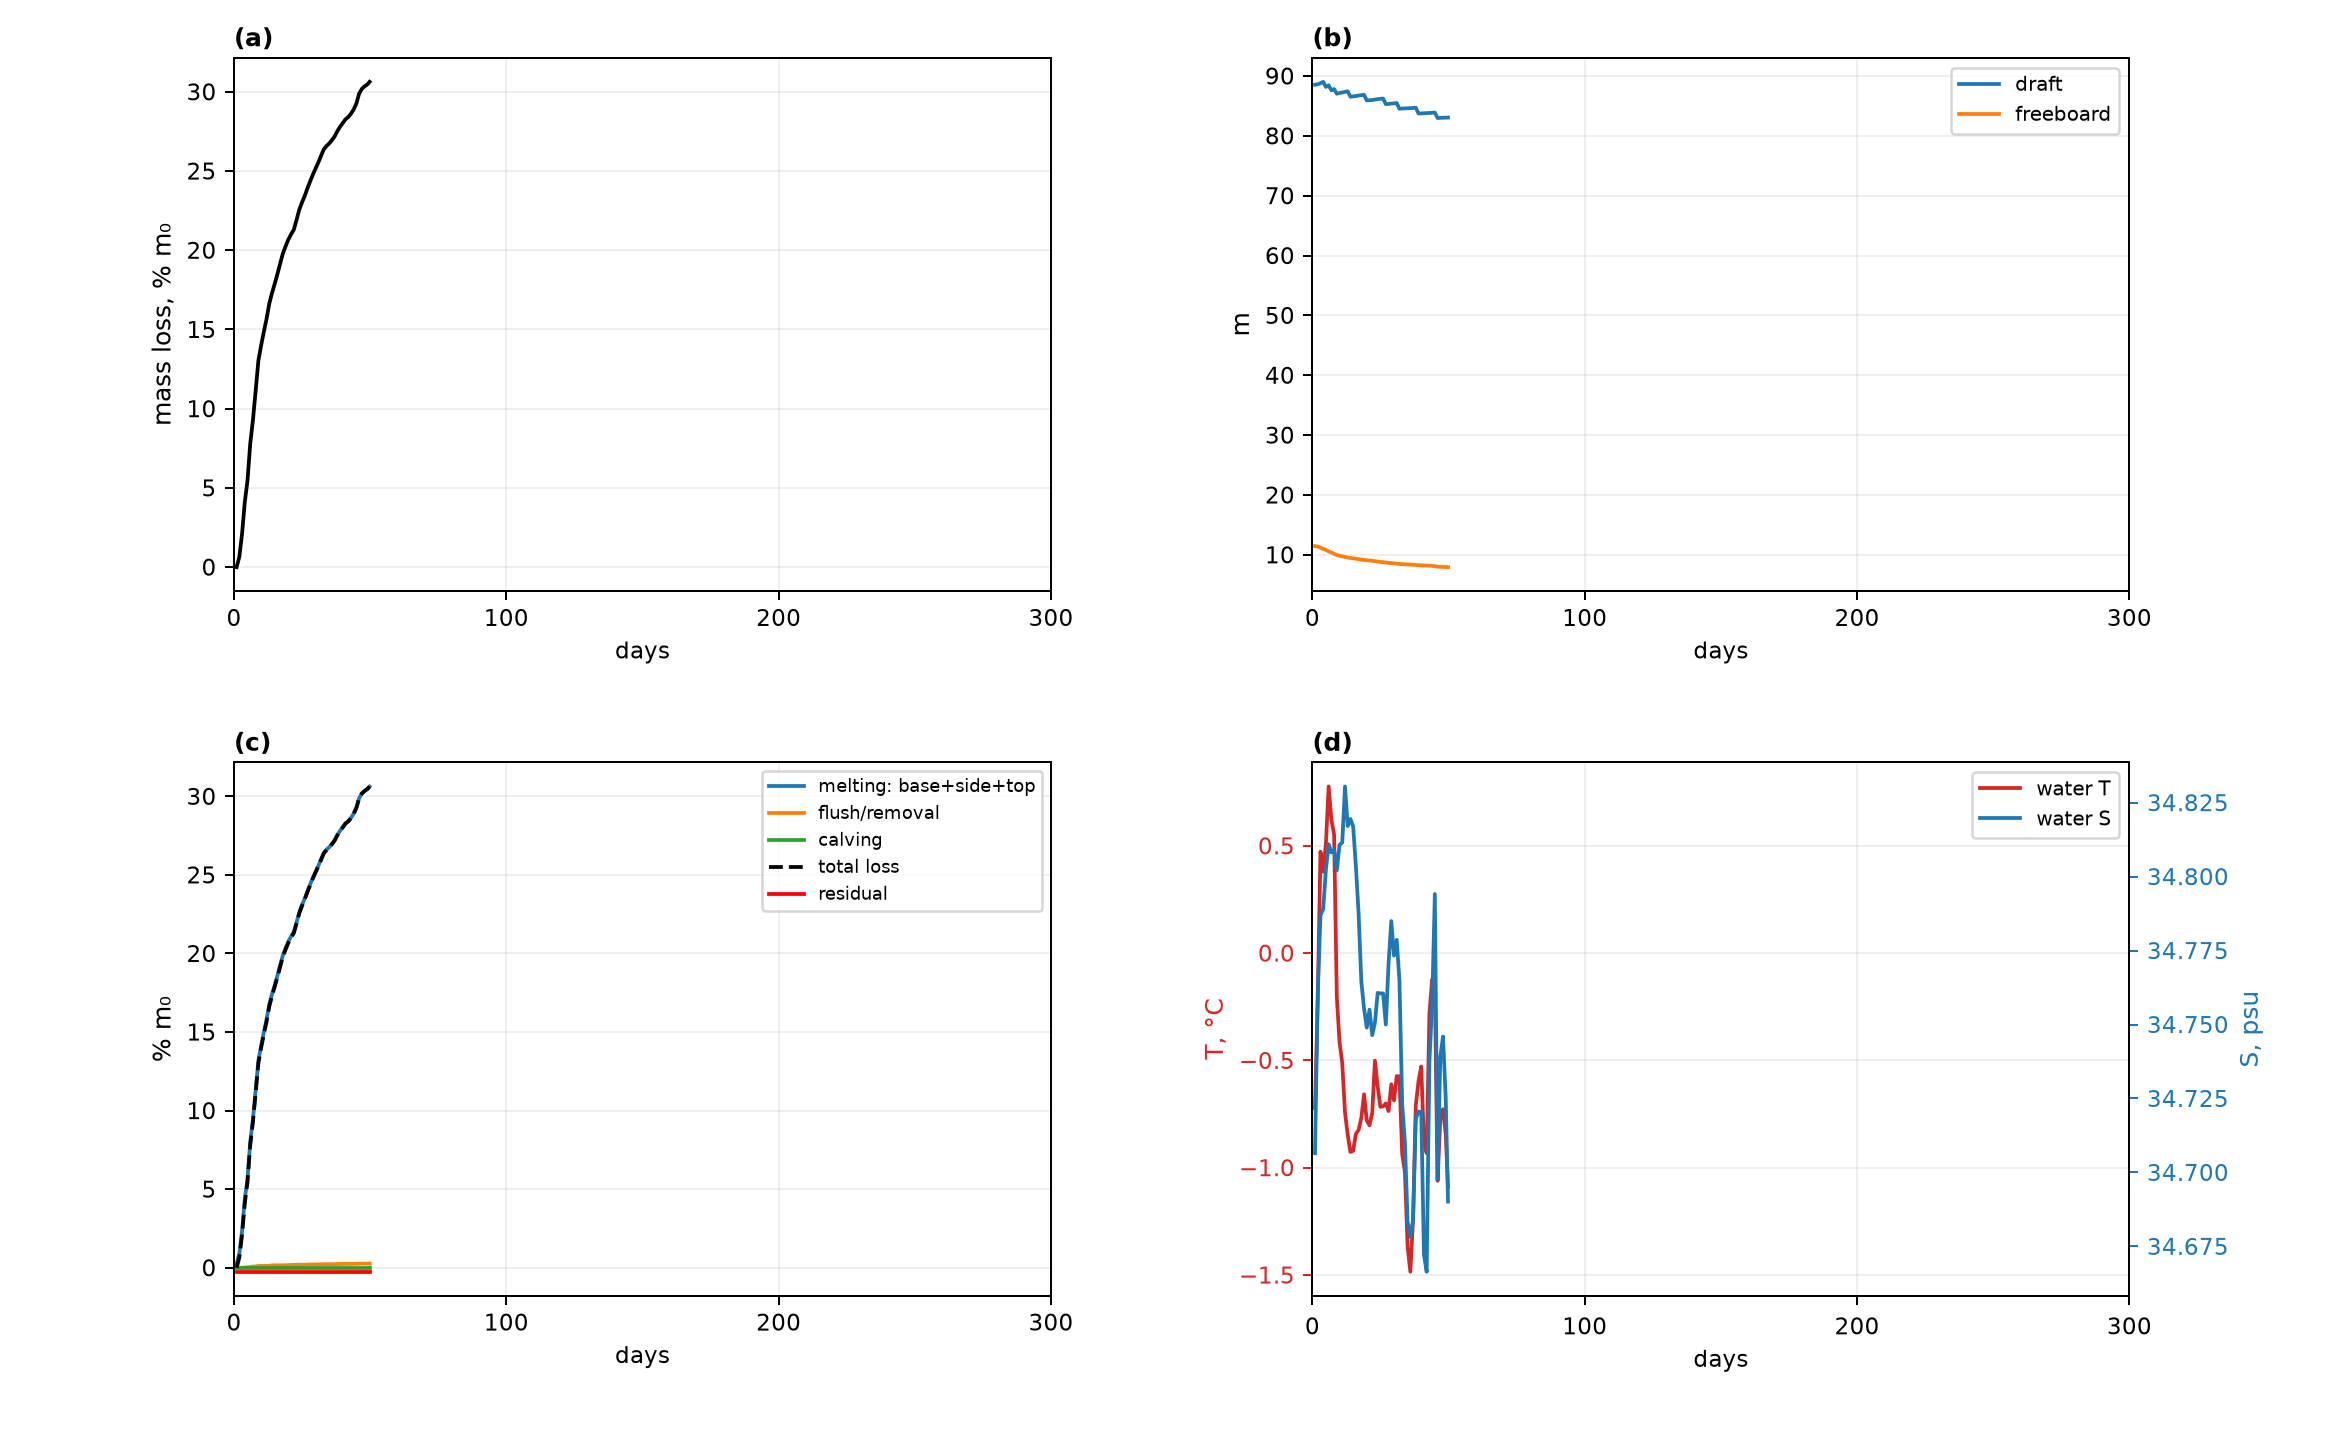 (a)
mass loss, % m₀
30
25
20
15
10
5
0
0 100 200 300
days
(b)
m
90
80
70
60
50
40
30
20
10
draft
freeboard
0 100 200 300
days
(c)
% m₀
30
25
20
15
10
5
0
melting: base+side+top
flush/removal
calving
total loss
residual
0 100 200 300
days
(d)
T, °C
0.5
0.0
−0.5
−1.0
−1.5
water T
water S
34.825
34.800
34.775
34.750
34.725
34.700
34.675
S, psu
0 100 200 300
days